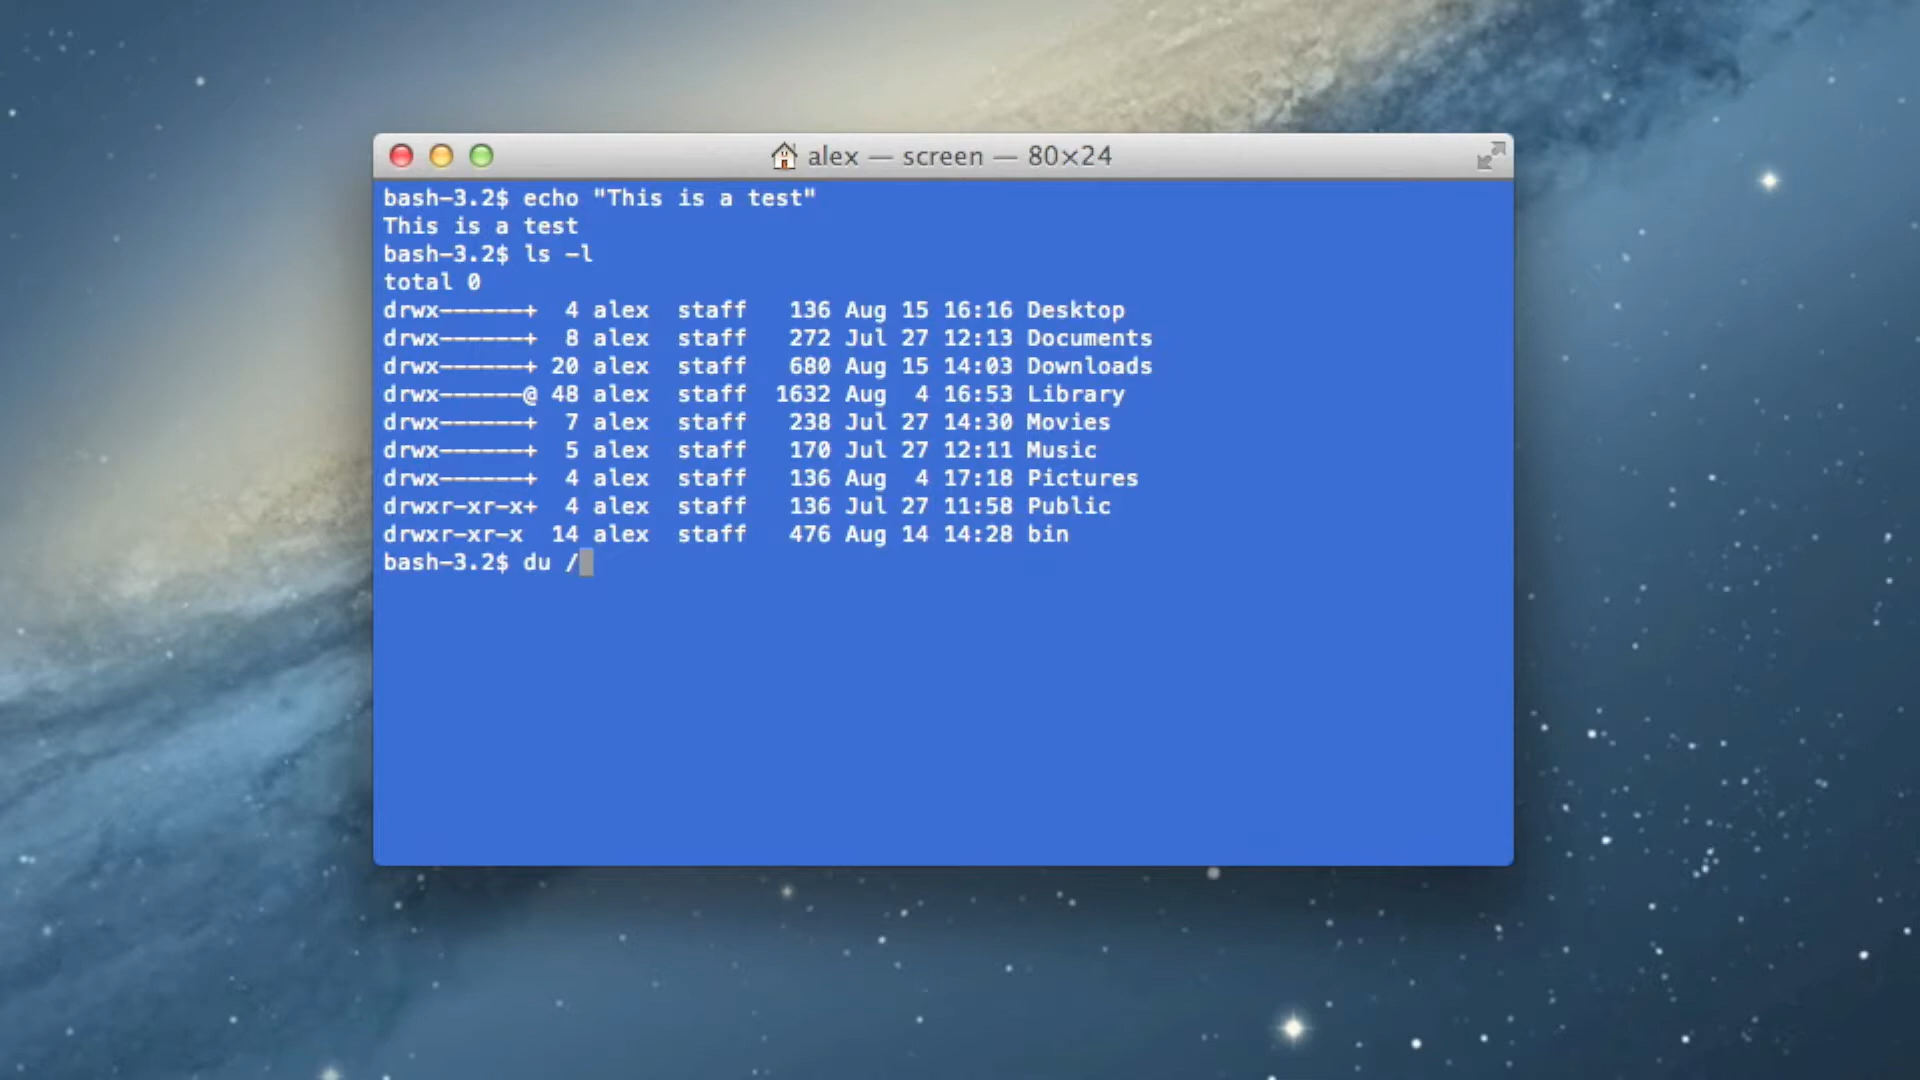 alex — screen — 80×24
bash-3.2$ echo "This is a test"
This is a test
bash-3.2$ ls -l
total 0
drwx------+  4 alex  staff   136 Aug 15 16:16 Desktop
drwx------+  8 alex  staff   272 Jul 27 12:13 Documents
drwx------+ 20 alex  staff   680 Aug 15 14:03 Downloads
drwx------@ 48 alex  staff  1632 Aug  4 16:53 Library
drwx------+  7 alex  staff   238 Jul 27 14:30 Movies
drwx------+  5 alex  staff   170 Jul 27 12:11 Music
drwx------+  4 alex  staff   136 Aug  4 17:18 Pictures
drwxr-xr-x+  4 alex  staff   136 Jul 27 11:58 Public
drwxr-xr-x  14 alex  staff   476 Aug 14 14:28 bin
bash-3.2$ du /